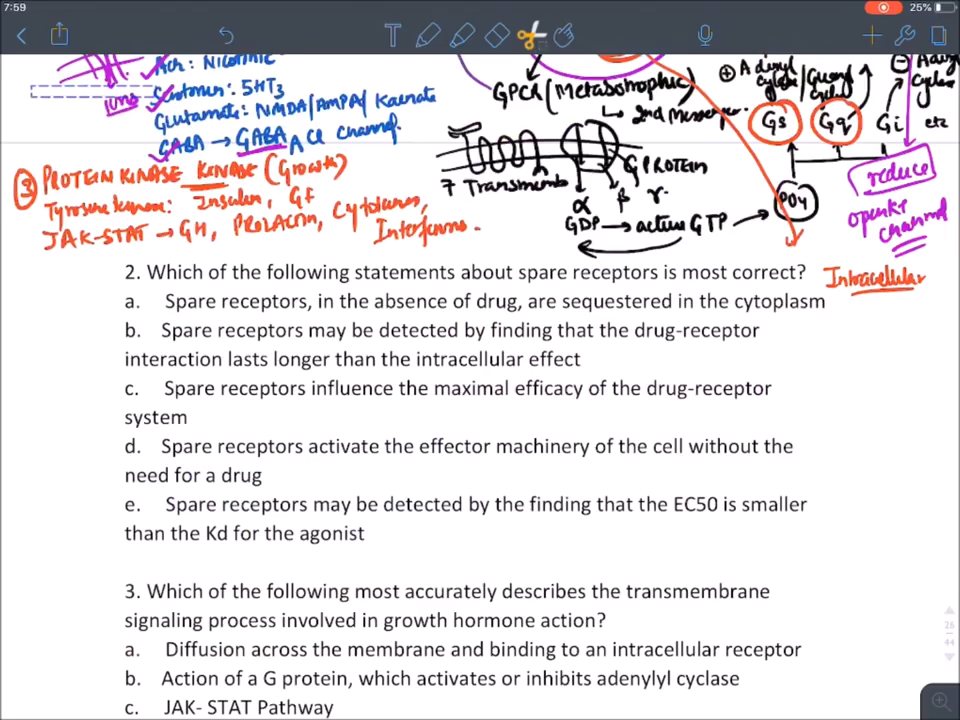 7:59
25%
Ach: Nicotinic
ions
5HT3
Glutamate: NMDA/AMPA/ Kainate
GABA → GABA A Cl channel.
3 PROTEIN KINASE KINASE (Growth)
Tyrosine kinase: Insulin, GF
JAK-STAT → GH, PROLACTIN, Cytokines,
Interferons.
GPCR (Metabotrophic)
↳ 2nd Messenger.
7 Transmemb
G PROTEIN
α β γ
GDP → active GTP →
PO4
+ Adenyl
cyclase / Guanyl
Gs Gq Gi etc
reduce
open K+
channel
Intracellular
2. Which of the following statements about spare receptors is most correct?
a. Spare receptors, in the absence of drug, are sequestered in the cytoplasm
b. Spare receptors may be detected by finding that the drug-receptor
interaction lasts longer than the intracellular effect
c. Spare receptors influence the maximal efficacy of the drug-receptor
system
d. Spare receptors activate the effector machinery of the cell without the
need for a drug
e. Spare receptors may be detected by the finding that the EC50 is smaller
than the Kd for the agonist
3. Which of the following most accurately describes the transmembrane
signaling process involved in growth hormone action?
a. Diffusion across the membrane and binding to an intracellular receptor
b. Action of a G protein, which activates or inhibits adenylyl cyclase
c. JAK- STAT Pathway
26
44